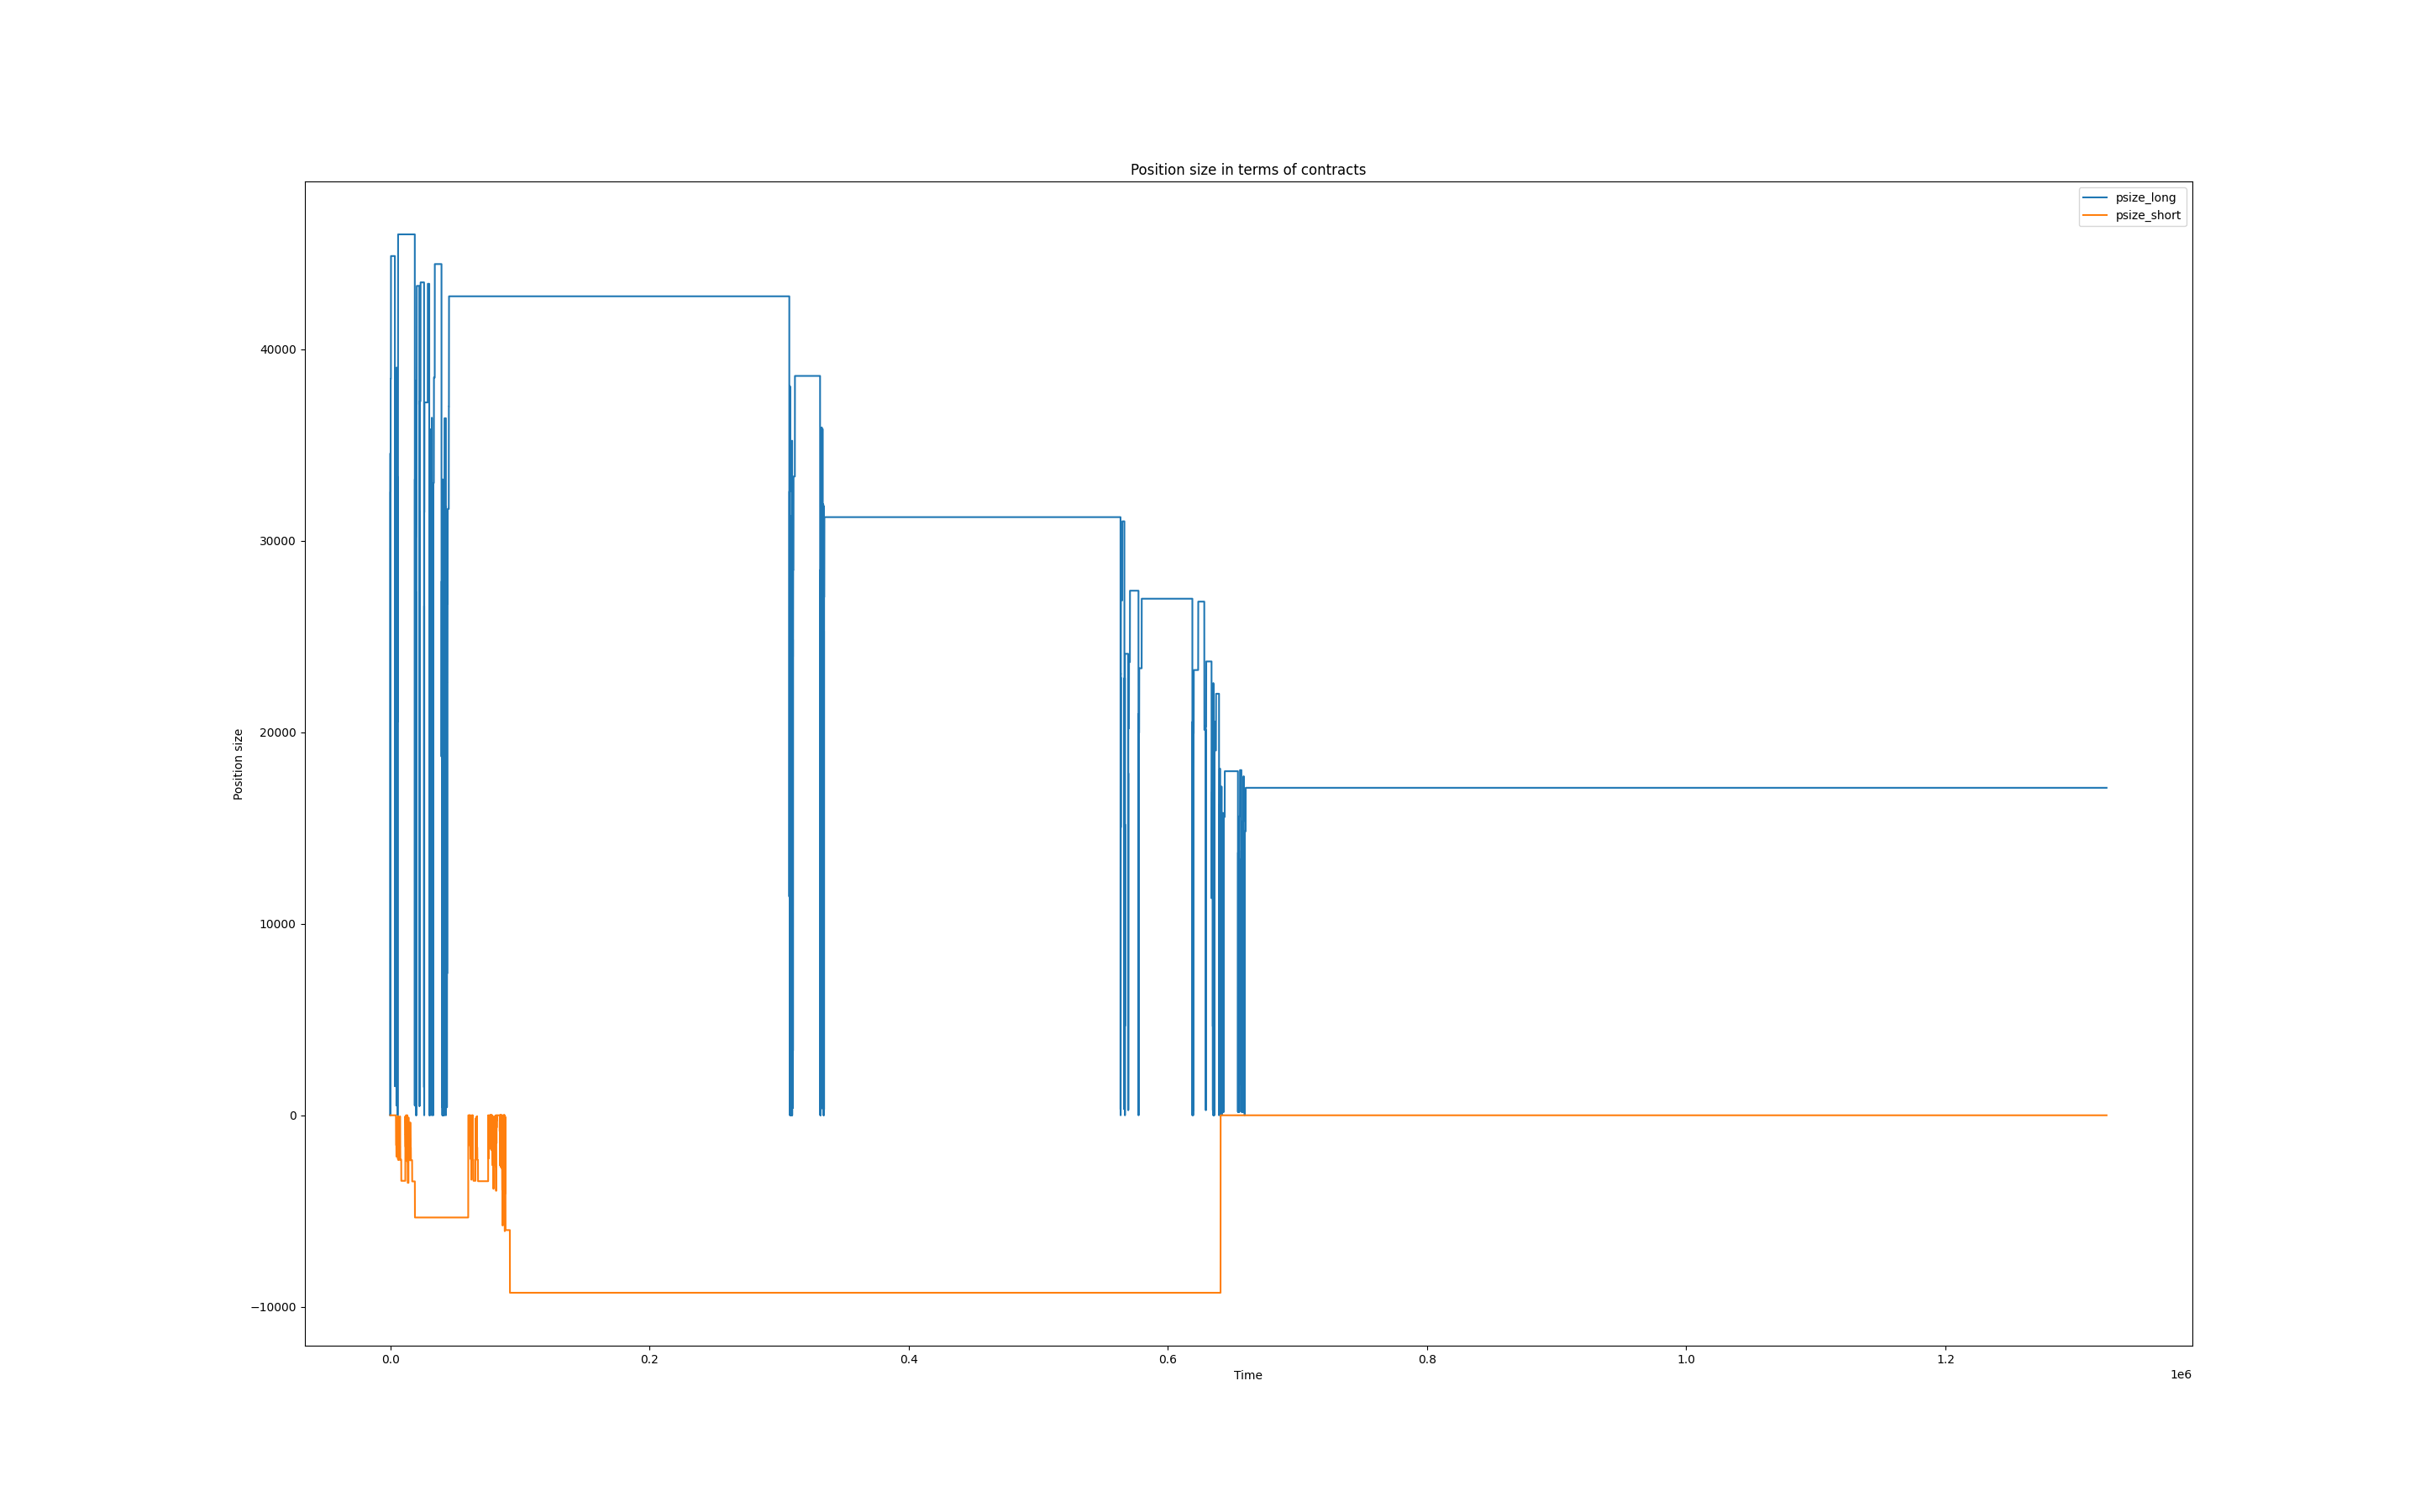 Position size in terms of contracts
psize_long
psize_short
40000
30000
20000
10000
0
−10000
Position size
0.0 0.2 0.4 0.6 0.8 1.0 1.2
Time
1e6